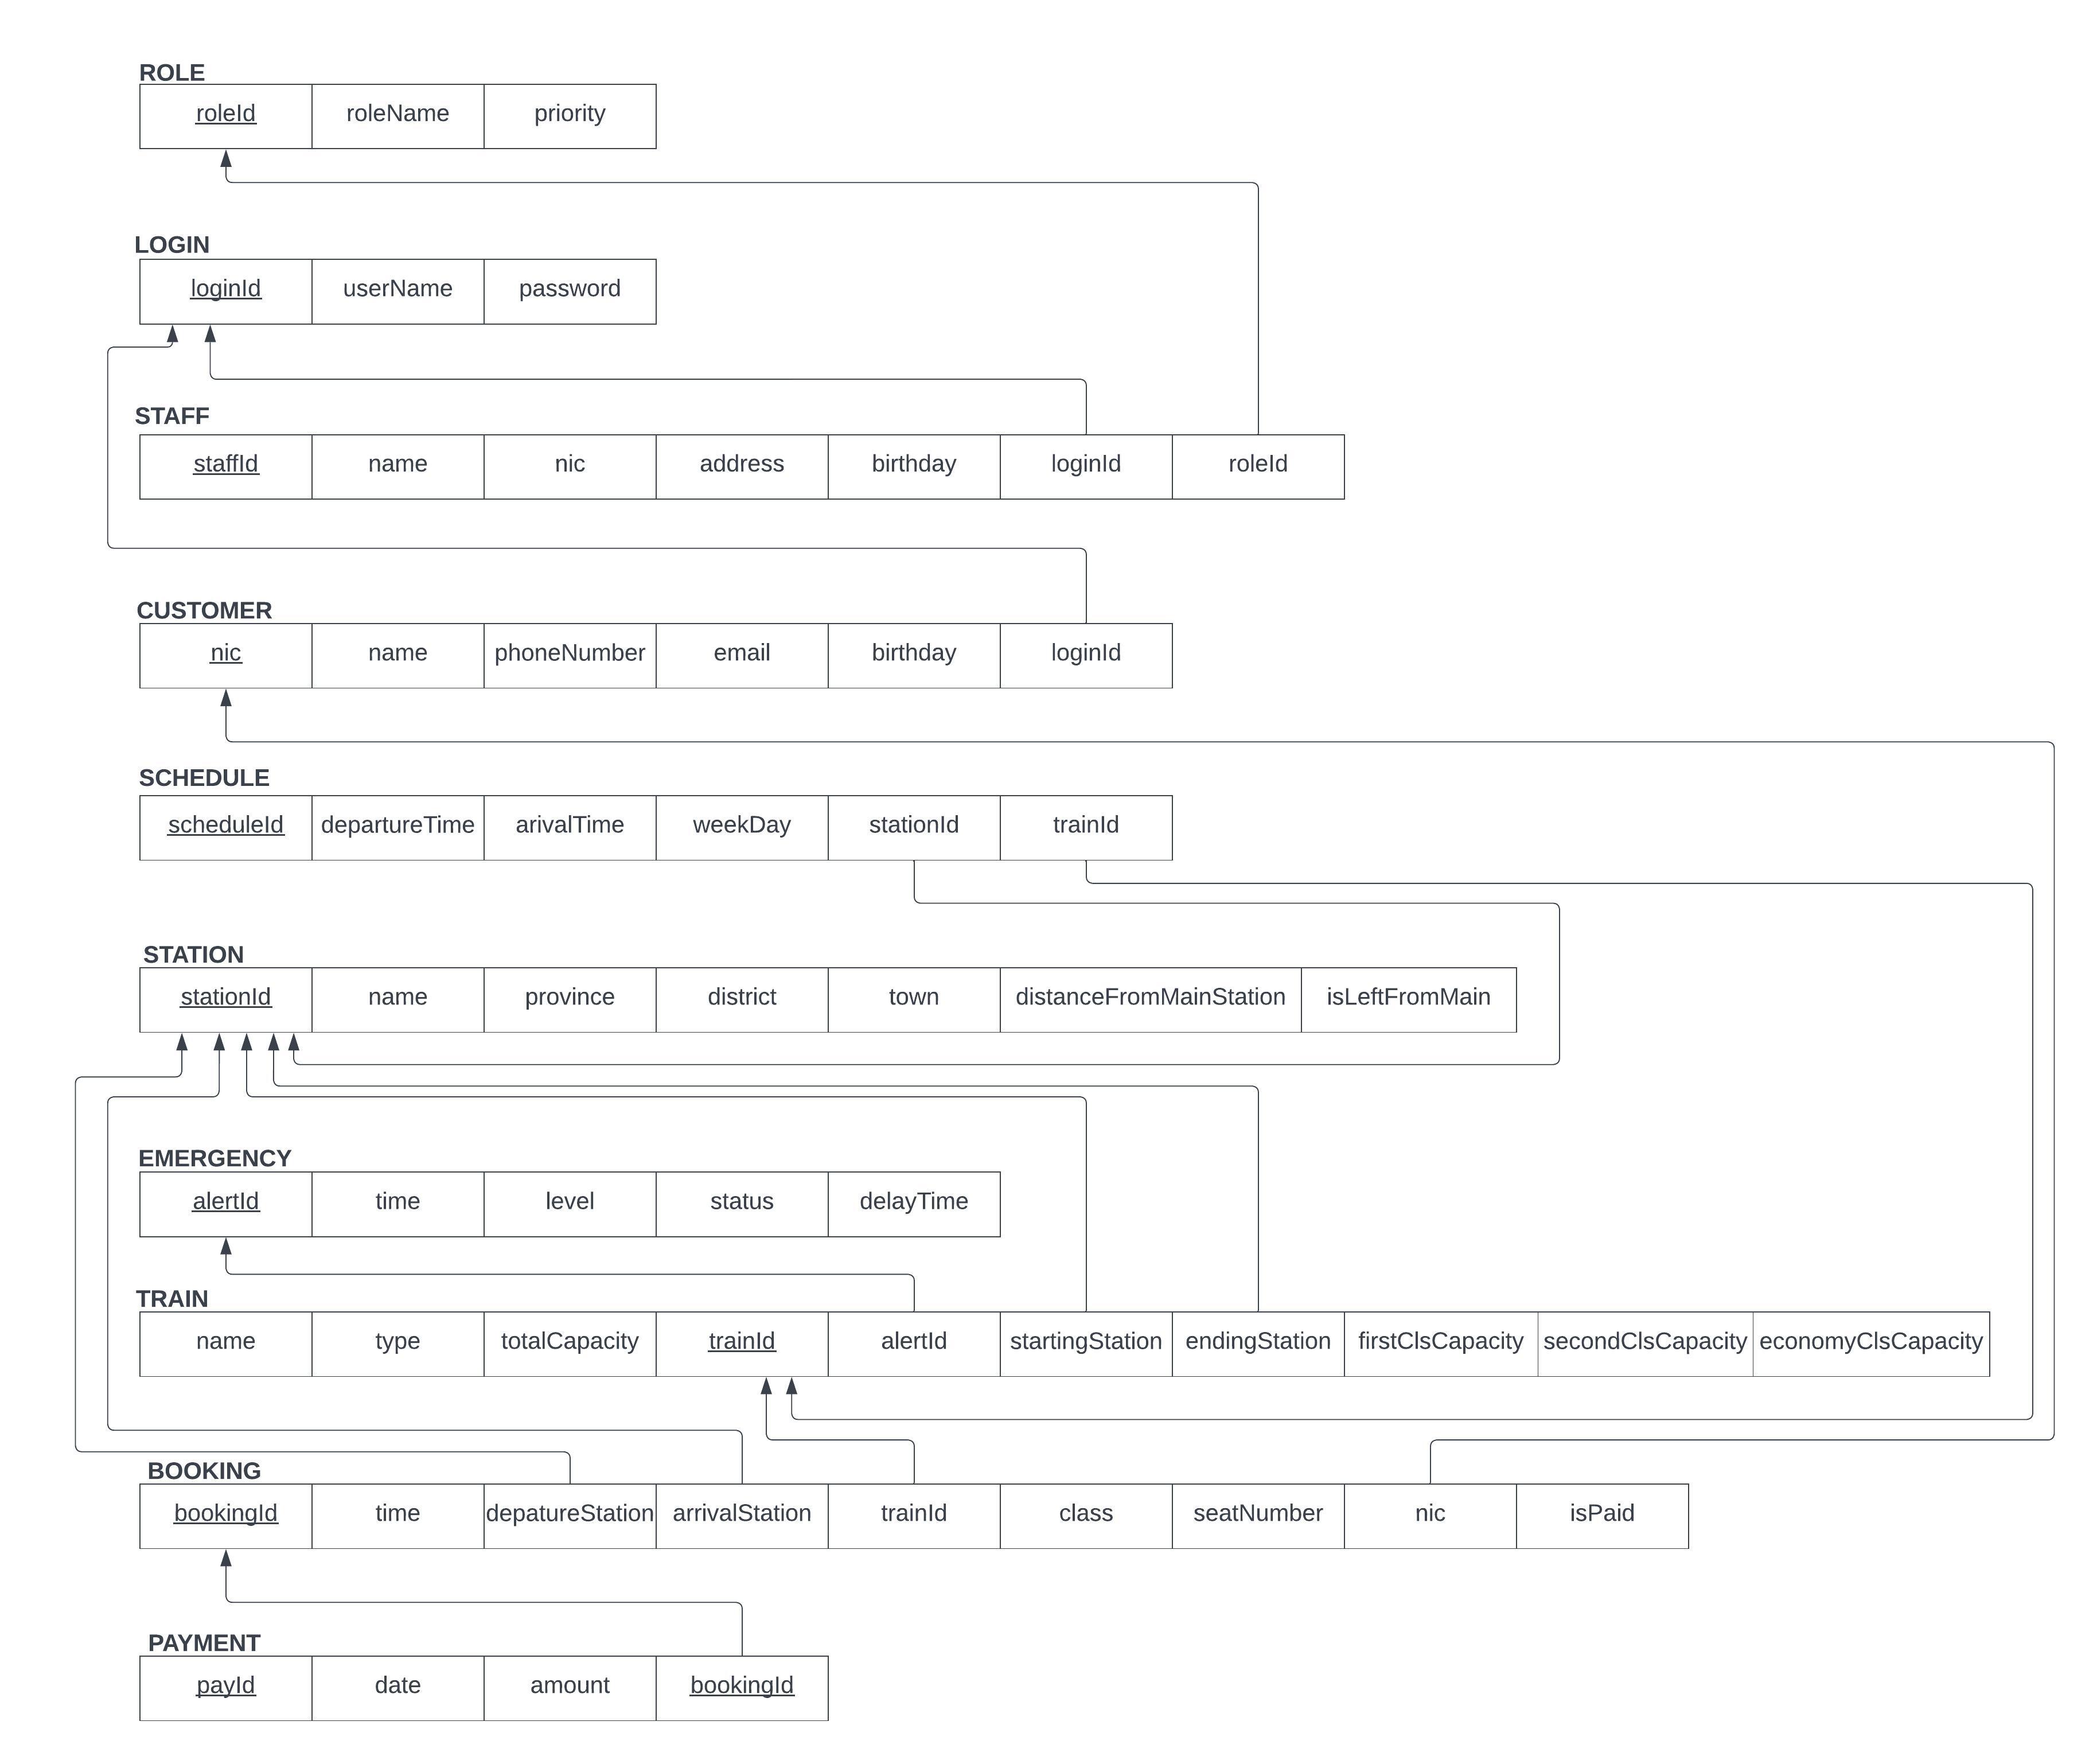 ROLE
roleId roleName priority
LOGIN
loginId userName password
STAFF
staffId name nic address birthday loginId roleId
CUSTOMER
nic name phoneNumber email birthday loginId
SCHEDULE
scheduleId departureTime arivalTime weekDay stationId trainId
STATION
stationId name province district town distanceFromMainStation isLeftFromMain
EMERGENCY
alertId time level status delayTime
TRAIN
name type totalCapacity trainId alertId startingStation endingStation firstClsCapacity secondClsCapacity economyClsCapacity
BOOKING
bookingId time depatureStation arrivalStation trainId class seatNumber nic isPaid
PAYMENT
payId date amount bookingId